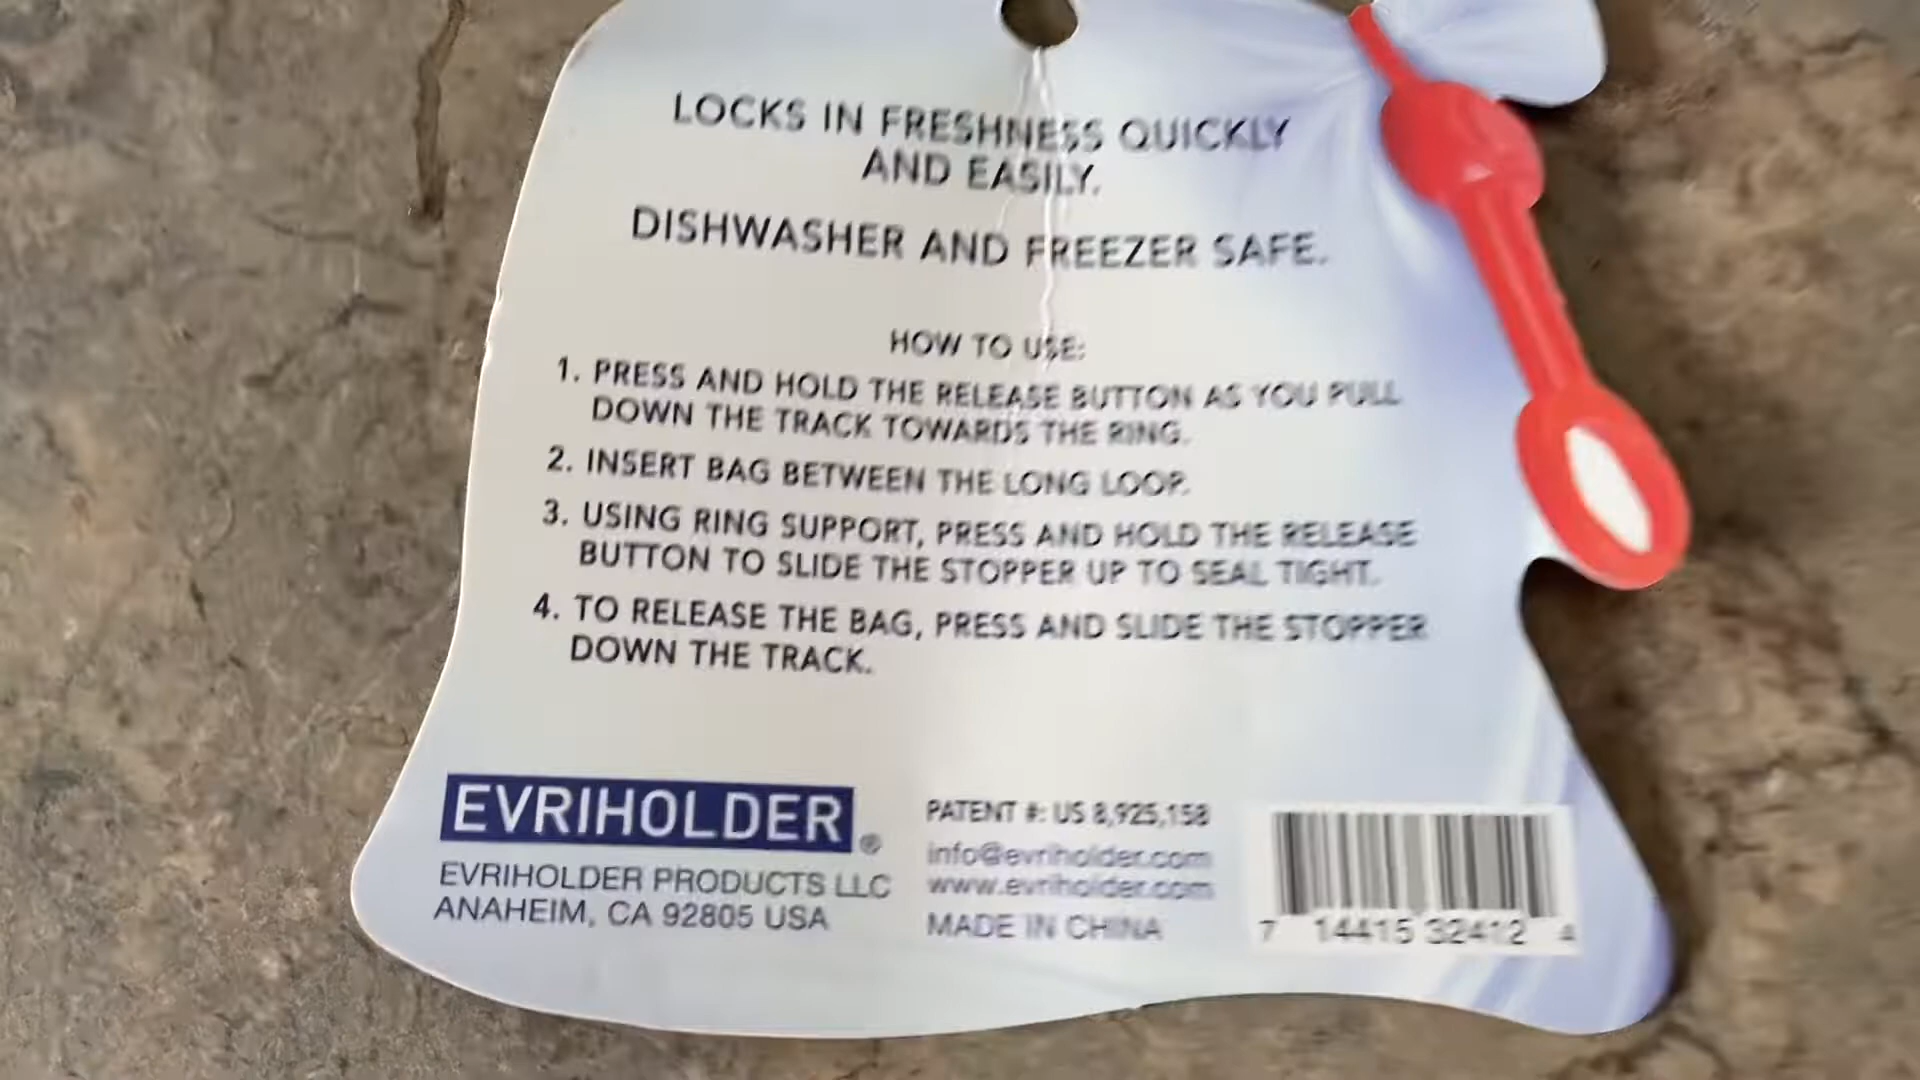 LOCKS IN FRESHNESS QUICKLY
AND EASILY.
DISHWASHER AND FREEZER SAFE.
HOW TO USE:
1. PRESS AND HOLD THE RELEASE BUTTON AS YOU PULL
DOWN THE TRACK TOWARDS THE RING.
2. INSERT BAG BETWEEN THE LONG LOOP.
3. USING RING SUPPORT, PRESS AND HOLD THE RELEASE
BUTTON TO SLIDE THE STOPPER UP TO SEAL TIGHT.
4. TO RELEASE THE BAG, PRESS AND SLIDE THE STOPPER
DOWN THE TRACK.
EVRIHOLDER®
EVRIHOLDER PRODUCTS LLC
ANAHEIM, CA 92805 USA
PATENT #: US 8,925,158
info@evriholder.com
www.evriholder.com
MADE IN CHINA
7 14415 32412 4